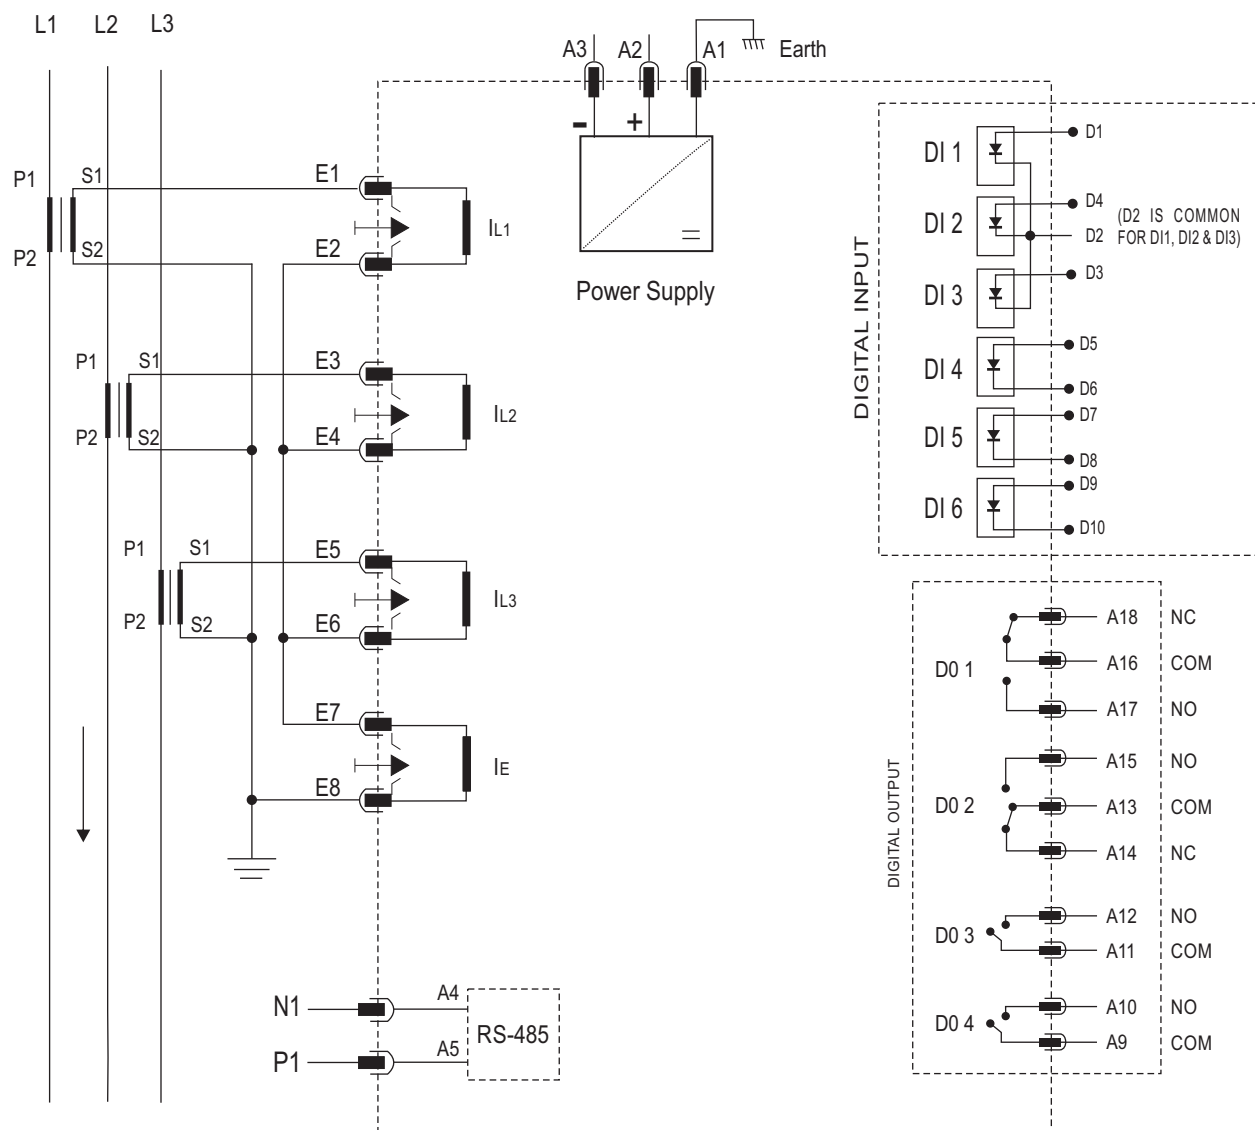 L1 L2 L3
A3 A2 A1 Earth
- +
Power Supply
P1 S1 E1
IL1
P2 S2 E2
P1 S1 E3
IL2
P2 S2 E4
P1 S1 E5
IL3
P2 S2 E6
E7
IE
E8
N1 A4
RS-485
P1 A5
DIGITAL INPUT
DI 1 D1
DI 2 D4
D2
(D2 IS COMMON
FOR DI1, DI2 & DI3)
DI 3 D3
DI 4 D5
D6
DI 5 D7
D8
DI 6 D9
D10
DIGITAL OUTPUT
D0 1
A18 NC
A16 COM
A17 NO
D0 2
A15 NO
A13 COM
A14 NC
D0 3
A12 NO
A11 COM
D0 4
A10 NO
A9 COM